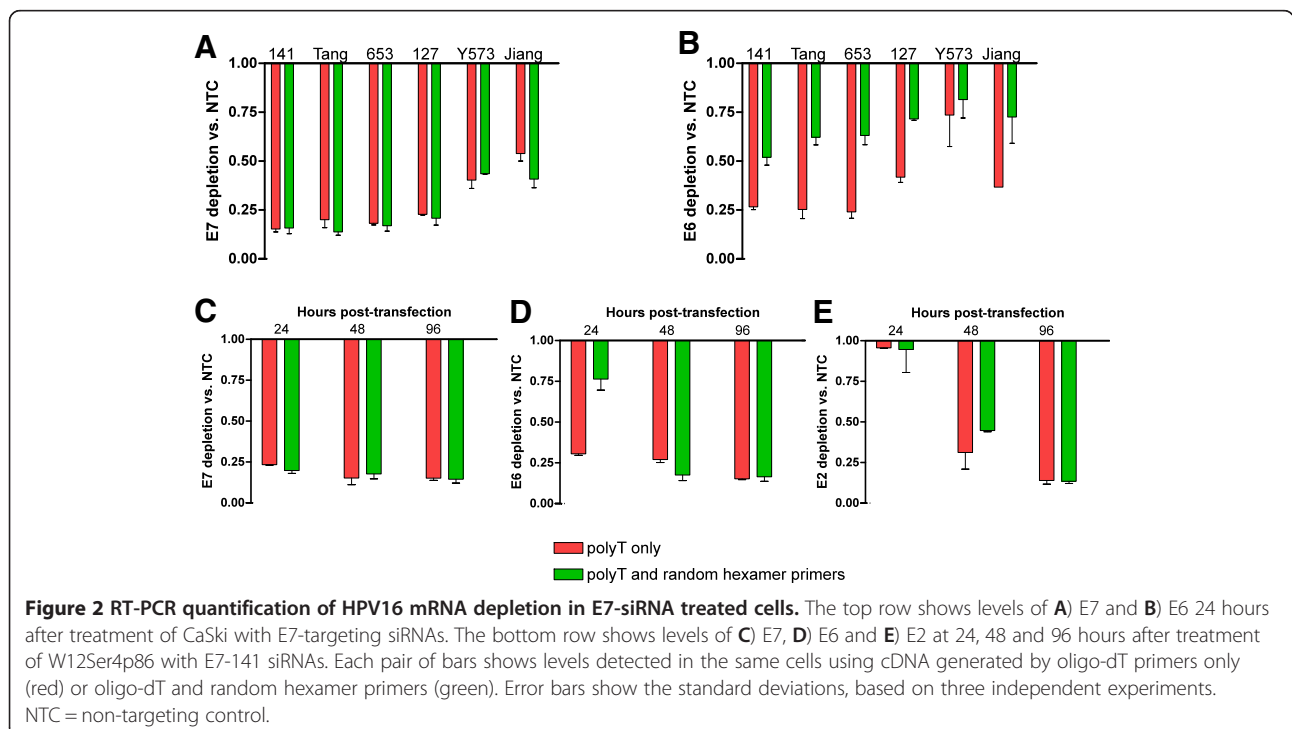 A
141 Tang 653 127 Y573 Jiang
1.00
0.75
0.50
0.25
0.00
E7 depletion vs. NTC
B
141 Tang 653 127 Y573 Jiang
1.00
0.75
0.50
0.25
0.00
E6 depletion vs. NTC
C
Hours post-transfection
24 48 96
1.00
0.75
0.50
0.25
0.00
E7 depletion vs. NTC
D
Hours post-transfection
24 48 96
1.00
0.75
0.50
0.25
0.00
E6 depletion vs. NTC
E
Hours post-transfection
24 48 96
1.00
0.75
0.50
0.25
0.00
E2 depletion vs. NTC
polyT only
polyT and random hexamer primers
Figure 2 RT-PCR quantification of HPV16 mRNA depletion in E7-siRNA treated cells. The top row shows levels of A) E7 and B) E6 24 hours
after treatment of CaSki with E7-targeting siRNAs. The bottom row shows levels of C) E7, D) E6 and E) E2 at 24, 48 and 96 hours after treatment
of W12Ser4p86 with E7-141 siRNAs. Each pair of bars shows levels detected in the same cells using cDNA generated by oligo-dT primers only
(red) or oligo-dT and random hexamer primers (green). Error bars show the standard deviations, based on three independent experiments.
NTC = non-targeting control.